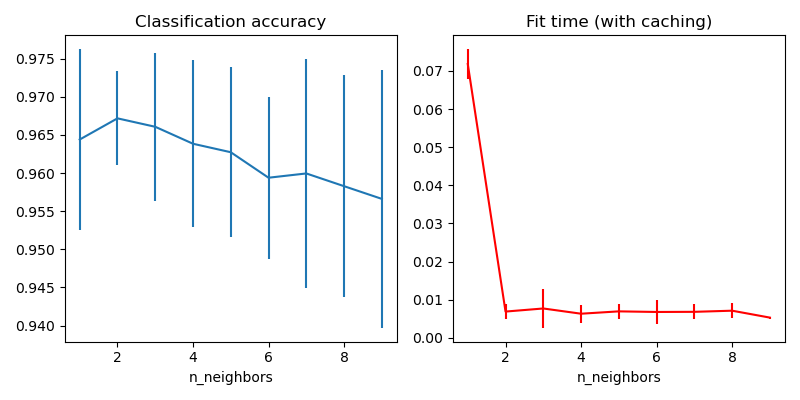 Classification accuracy
0.975
0.970
0.965
0.960
0.955
0.950
0.945
0.940
2 4 6 8
n_neighbors
Fit time (with caching)
0.07
0.06
0.05
0.04
0.03
0.02
0.01
0.00
2 4 6 8
n_neighbors